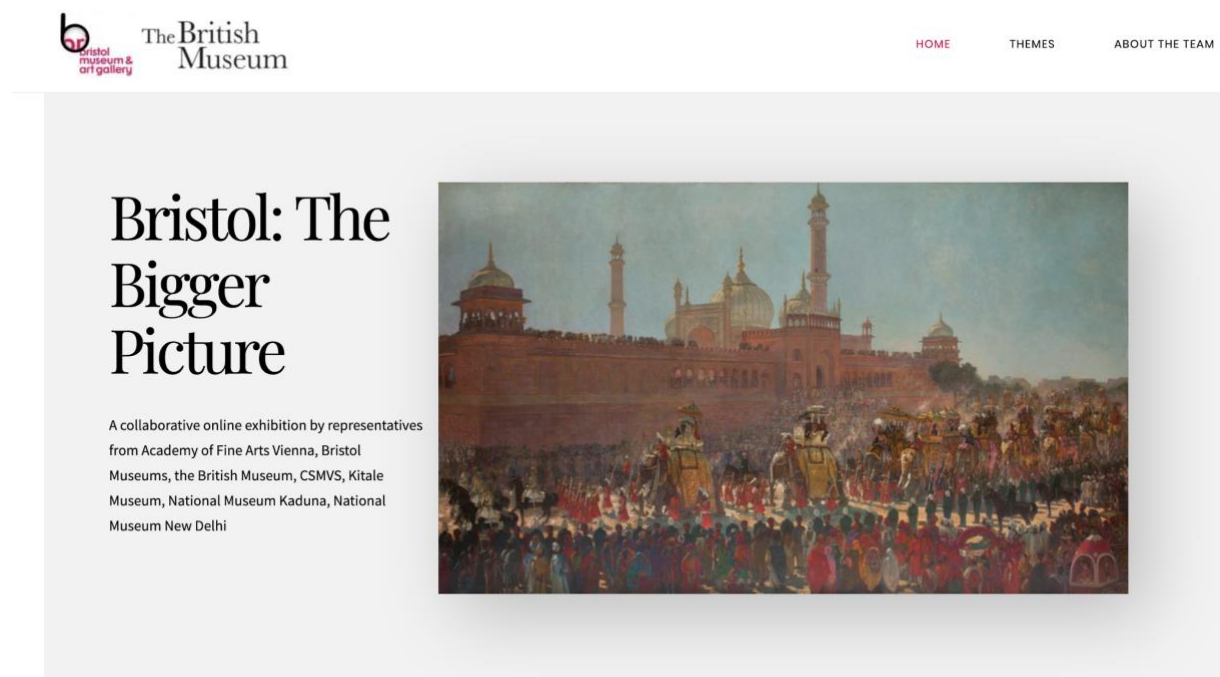 bristol
museum &
art gallery
The British
Museum
HOME
THEMES
ABOUT THE TEAM
Bristol: The
Bigger
Picture
A collaborative online exhibition by representatives
from Academy of Fine Arts Vienna, Bristol
Museums, the British Museum, CSMVS, Kitale
Museum, National Museum Kaduna, National
Museum New Delhi